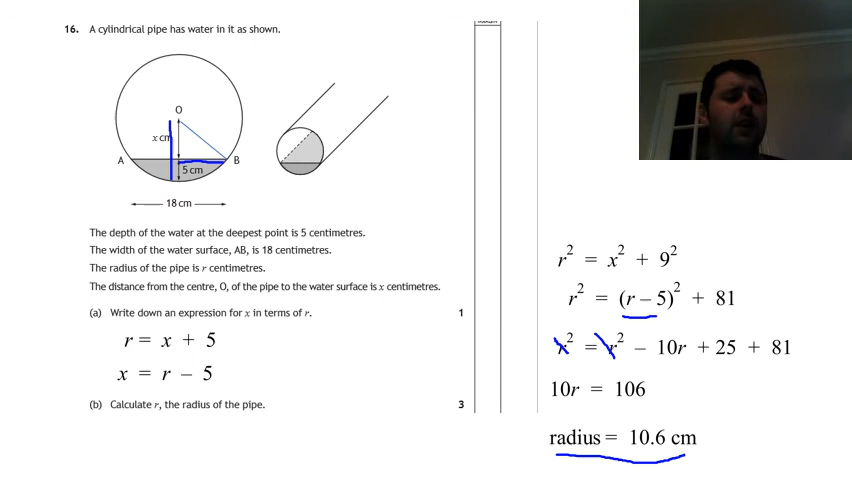 16. A cylindrical pipe has water in it as shown.
O
x cm
A
B
5 cm
18 cm
The depth of the water at the deepest point is 5 centimetres.
The width of the water surface, AB, is 18 centimetres.
The radius of the pipe is r centimetres.
The distance from the centre, O, of the pipe to the water surface is x centimetres.
(a) Write down an expression for x in terms of r. 1
r = x + 5
x = r − 5
(b) Calculate r, the radius of the pipe. 3
r² = x² + 9²
r² = (r − 5)² + 81
r² = r² − 10r + 25 + 81
10r = 106
radius = 10.6 cm